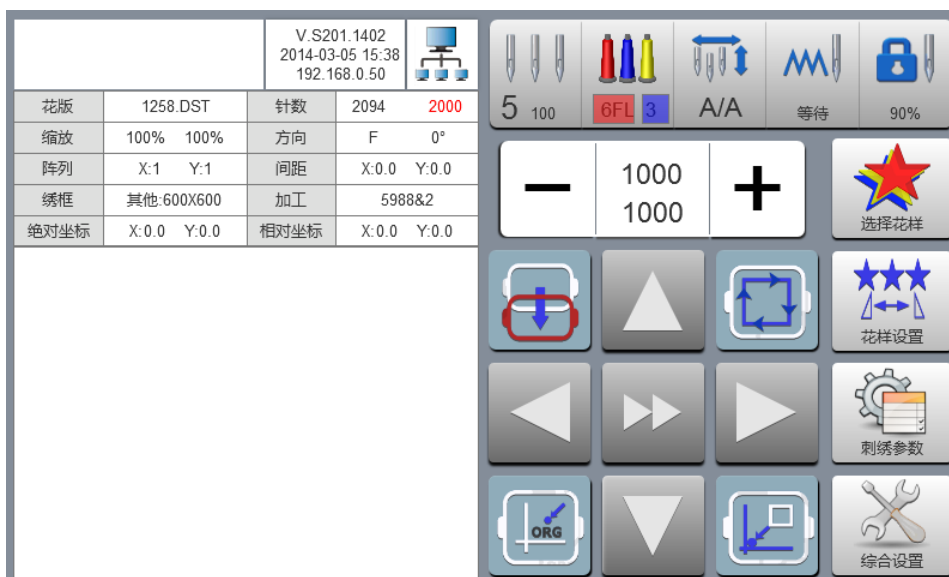 V.S201.1402
2014-03-05 15:38
192.168.0.50
花版 1258.DST 针数 2094 2000
缩放 100% 100% 方向 F 0°
阵列 X:1 Y:1 间距 X:0.0 Y:0.0
绣框 其他:600X600 加工 5988&2
绝对坐标 X:0.0 Y:0.0 相对坐标 X:0.0 Y:0.0
5 100 6FL 3 A/A 等待 90%
1000
1000
选择花样
花样设置
刺绣参数
ORG
综合设置